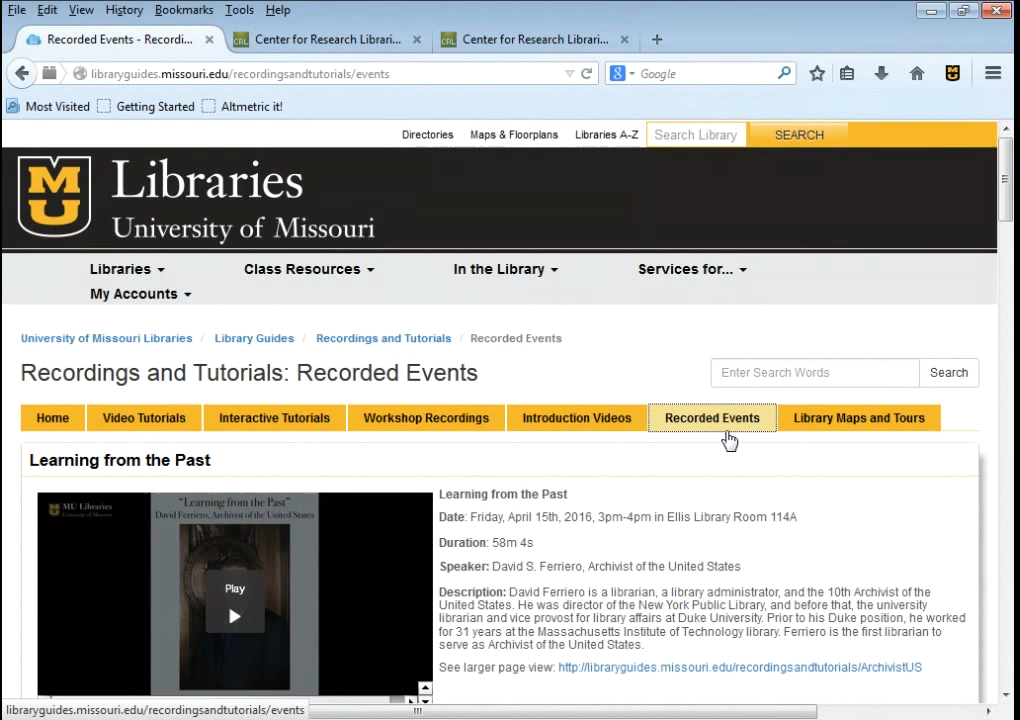 File Edit View History Bookmarks Tools Help
Recorded Events - Recordi... × CRL Center for Research Librari... × CRL Center for Research Librari... × +
libraryguides.missouri.edu/recordingsandtutorials/events 8 Google
Most Visited Getting Started Altmetric it!
Directories Maps & Floorplans Libraries A-Z Search Library SEARCH
MU Libraries
University of Missouri
Libraries Class Resources In the Library Services for...
My Accounts
University of Missouri Libraries / Library Guides / Recordings and Tutorials / Recorded Events
Recordings and Tutorials: Recorded Events Enter Search Words Search
Home Video Tutorials Interactive Tutorials Workshop Recordings Introduction Videos Recorded Events Library Maps and Tours
Learning from the Past
MU Libraries
University of Missouri
"Learning from the Past"
David Ferriero, Archivist of the United States
Play
Learning from the Past
Date: Friday, April 15th, 2016, 3pm-4pm in Ellis Library Room 114A
Duration: 58m 4s
Speaker: David S. Ferriero, Archivist of the United States
Description: David Ferriero is a librarian, a library administrator, and the 10th Archivist of the
United States. He was director of the New York Public Library, and before that, the university
librarian and vice provost for library affairs at Duke University. Prior to his Duke position, he worked
for 31 years at the Massachusetts Institute of Technology library. Ferriero is the first librarian to
serve as Archivist of the United States.
See larger page view: http://libraryguides.missouri.edu/recordingsandtutorials/ArchivistUS
libraryguides.missouri.edu/recordingsandtutorials/events